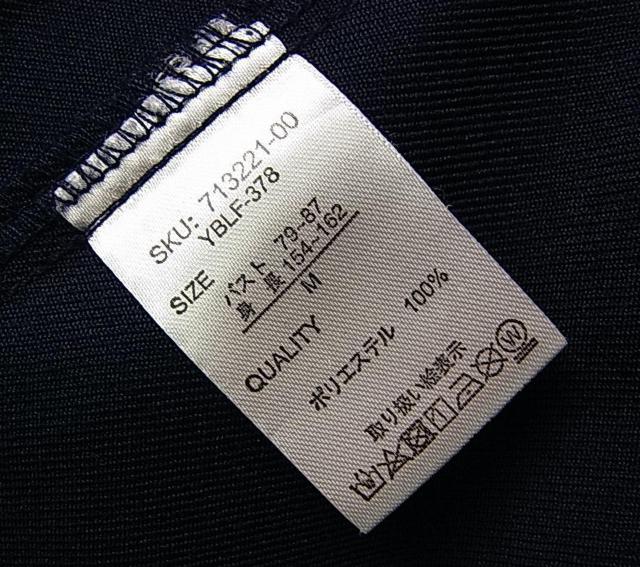 SKU: 713221-00
YBLF-378
SIZE バスト 79~87
身 長 154~162
M
QUALITY
ポリエステル 100%
取り扱い絵表示
W